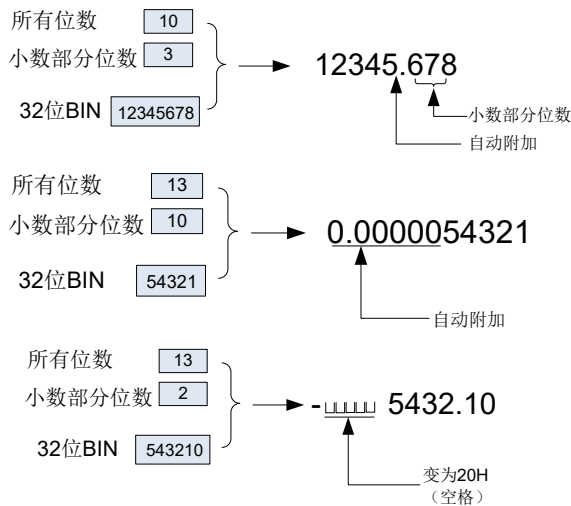 所有位数 10
小数部分位数 3
32位BIN 12345678
12345.678
小数部分位数
自动附加
所有位数 13
小数部分位数 10
32位BIN 54321
0.0000054321
自动附加
所有位数 13
小数部分位数 2
32位BIN 543210
-␣␣␣␣␣ 5432.10
变为20H
（空格）